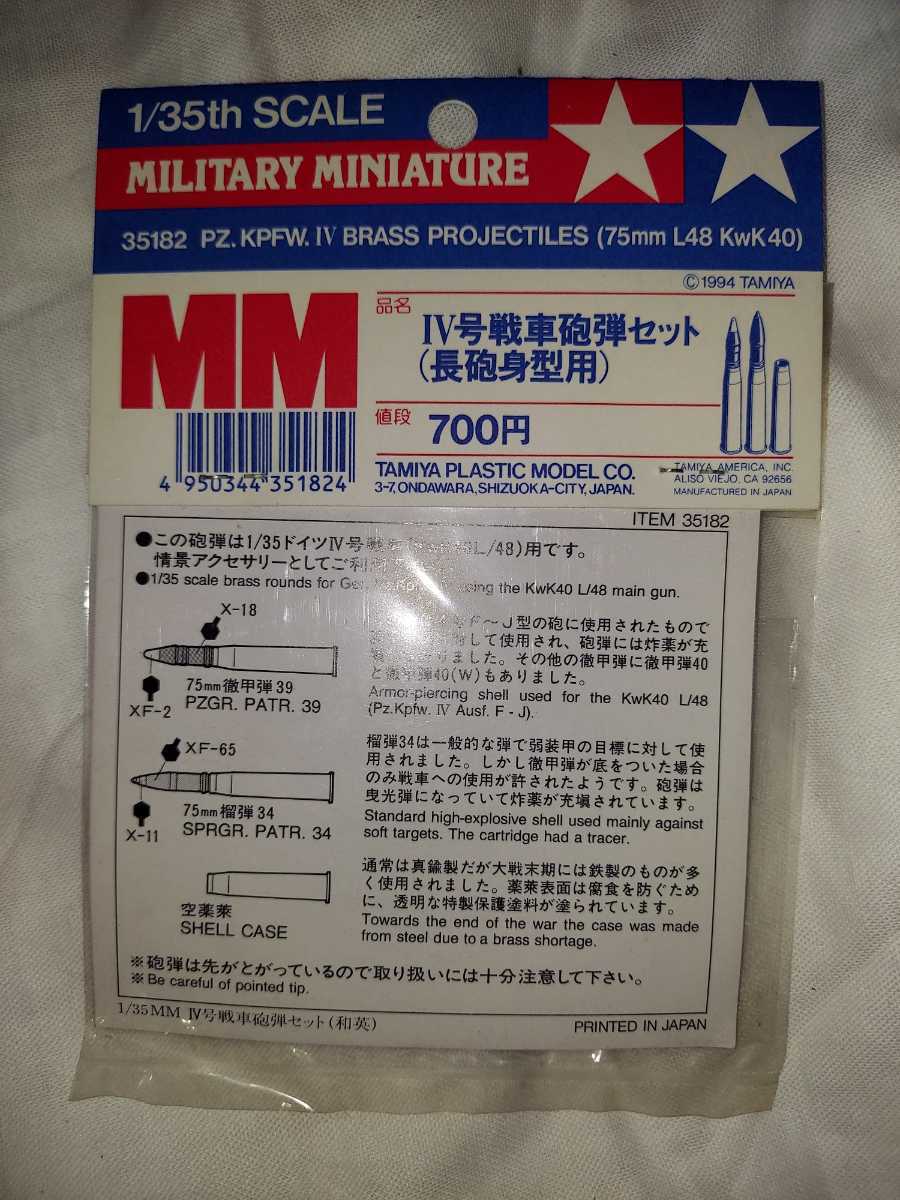 1/35th SCALE
MILITARY MINIATURE
35182 PZ.KPFW. IV BRASS PROJECTILES (75mm L48 KwK40)
©1994 TAMIYA
MM
品名
IV号戦車砲弾セット
(長砲身型用)
値段 700円
4 950344 351824
TAMIYA PLASTIC MODEL CO.
3-7, ONDAWARA, SHIZUOKA-CITY, JAPAN.
TAMIYA AMERICA, INC.
ALISO VIEJO, CA 92656
MANUFACTURED IN JAPAN
ITEM 35182
●この砲弾は1/35ドイツIV号戦 L/48)用です。
情景アクセサリーとしてご利
●1/35 scale brass rounds for the KwK40 L/48 main gun.
X-18
XF-2
75mm徹甲弾39
PZGR. PATR. 39
F〜J型の砲に使用されたもので
して使用され、砲弾には炸薬が充
りました。その他の徹甲弾に徹甲弾40
と徹甲弾40(W)もありました。
Armor-piercing shell used for the KwK40 L/48
(Pz.Kpfw. IV Ausf. F - J).
XF-65
X-11
75mm榴弾34
SPRGR. PATR. 34
榴弾34は一般的な弾で弱装甲の目標に対して使
用されました。しかし徹甲弾が底をついた場合
のみ戦車への使用が許されたようです。砲弾は
曳光弾になっていて炸薬が充填されています。
Standard high-explosive shell used mainly against
soft targets. The cartridge had a tracer.
空薬莢
SHELL CASE
通常は真鍮製だが大戦末期には鉄製のものが多
く使用されました。薬莢表面は腐食を防ぐため
に、透明な特製保護塗料が塗られています。
Towards the end of the war the case was made
from steel due to a brass shortage.
※砲弾は先がとがっているので取り扱いには十分注意して下さい。
※Be careful of pointed tip.
1/35MM IV号戦車砲弾セット(和英)
PRINTED IN JAPAN